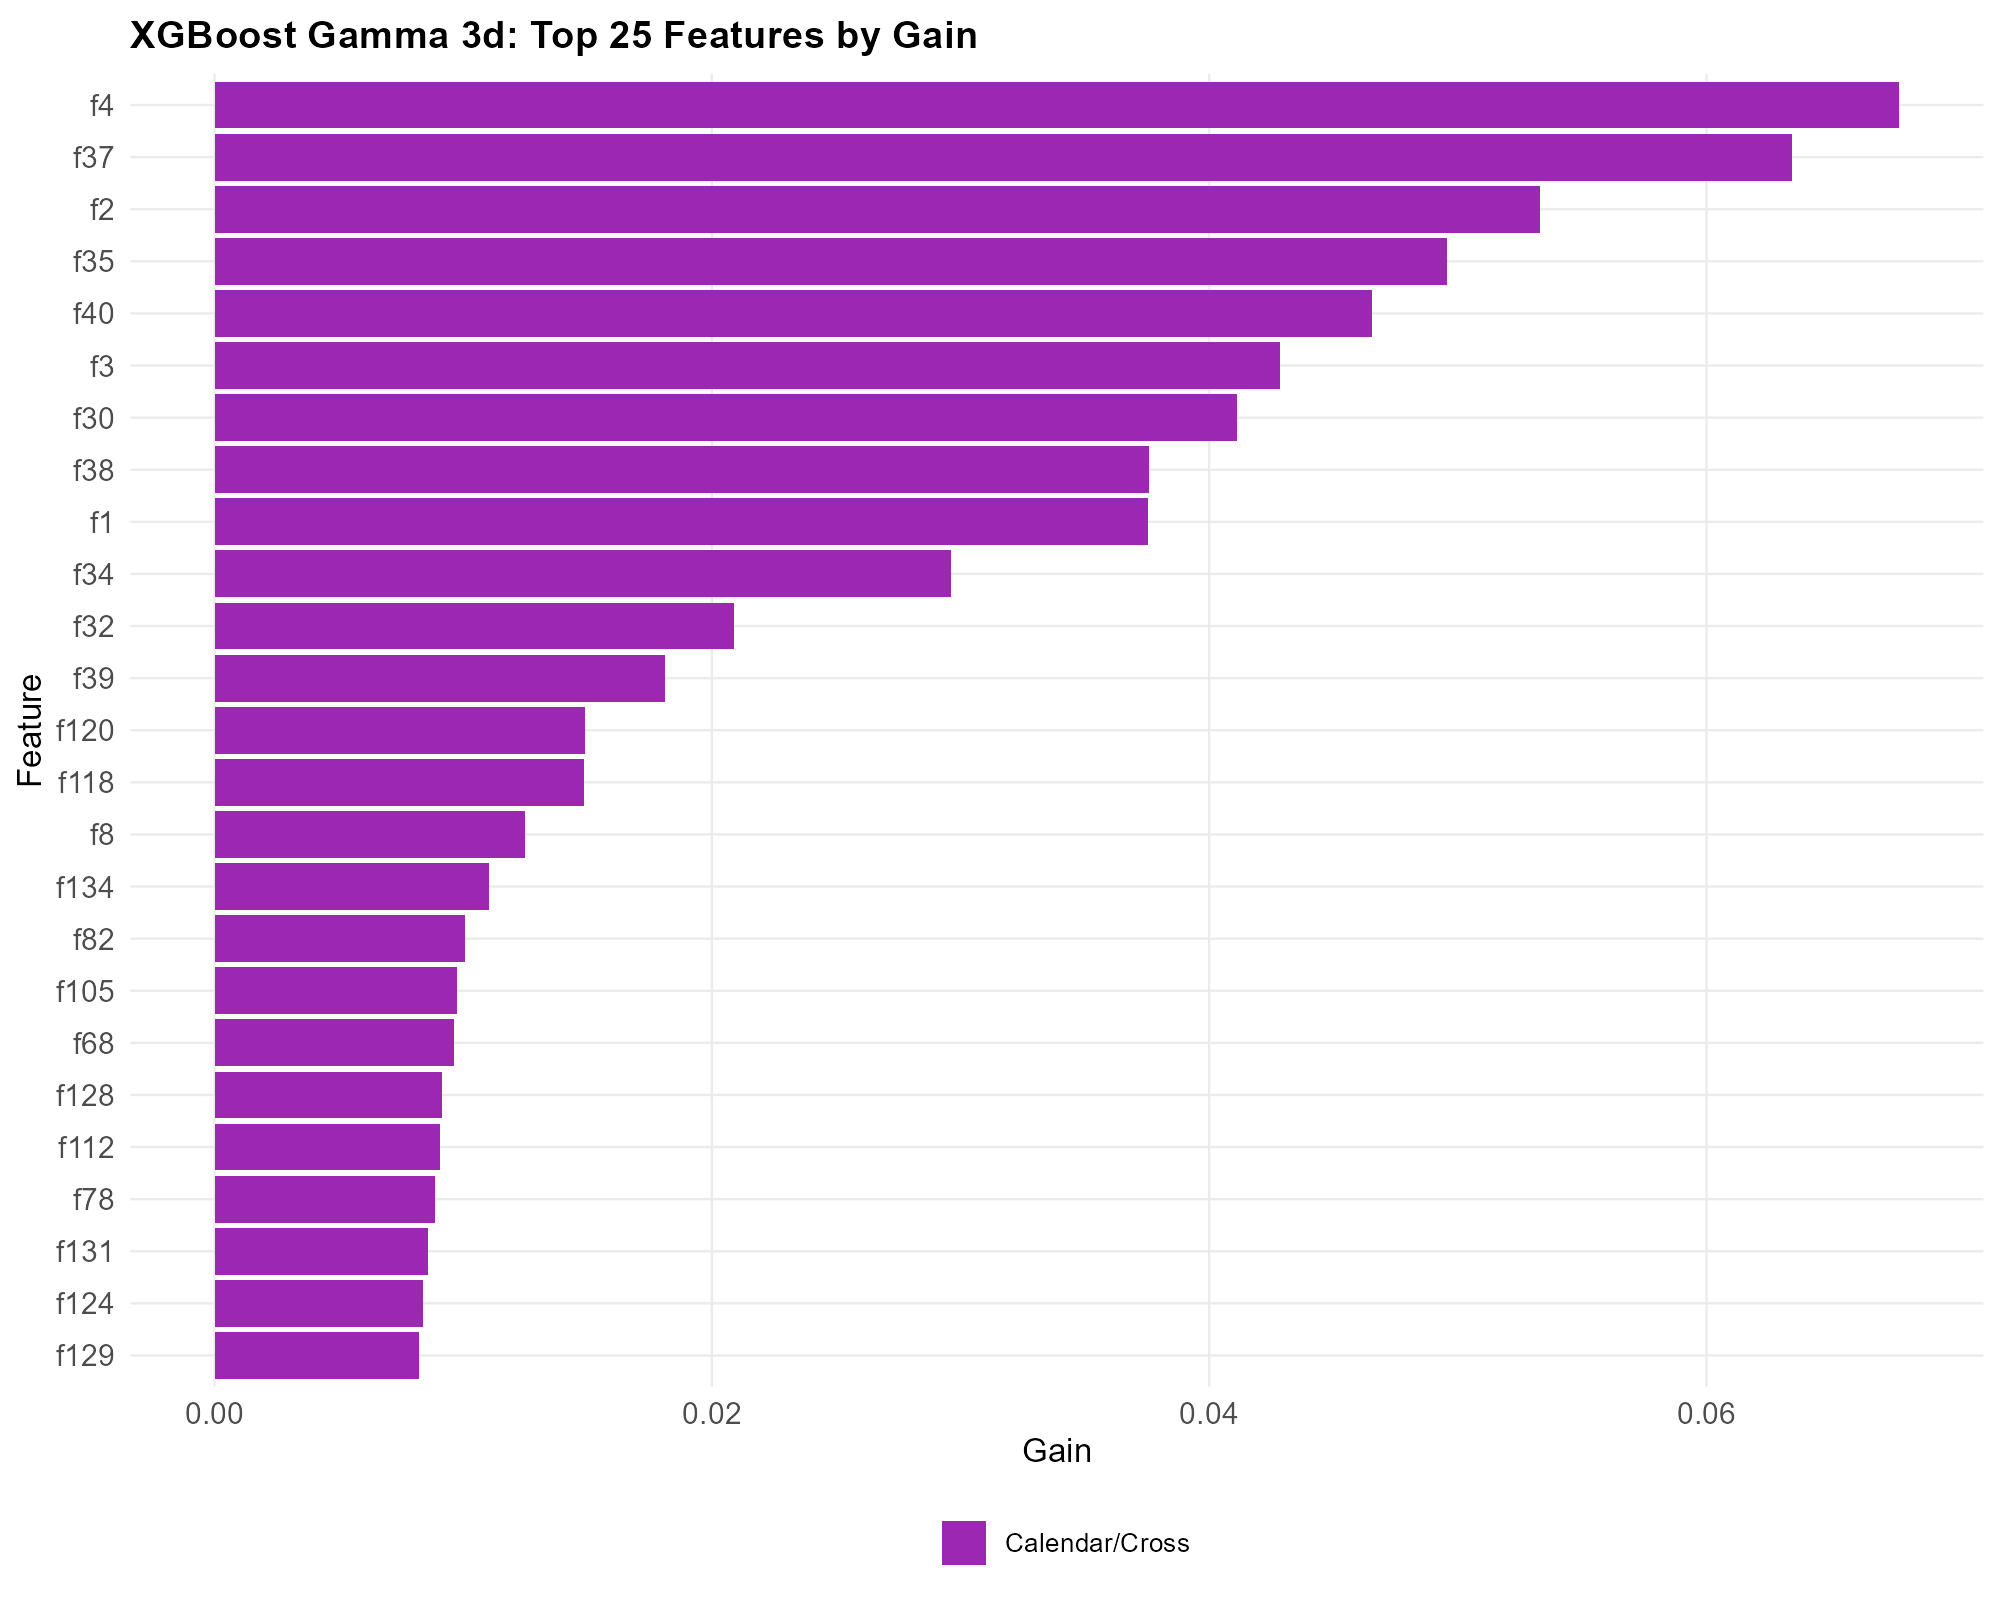 XGBoost Gamma 3d: Top 25 Features by Gain
f4
f37
f2
f35
f40
f3
f30
f38
f1
f34
f32
f39
f120
f118
f8
f134
f82
f105
f68
f128
f112
f78
f131
f124
f129
Feature
0.00 0.02 0.04 0.06
Gain
Calendar/Cross